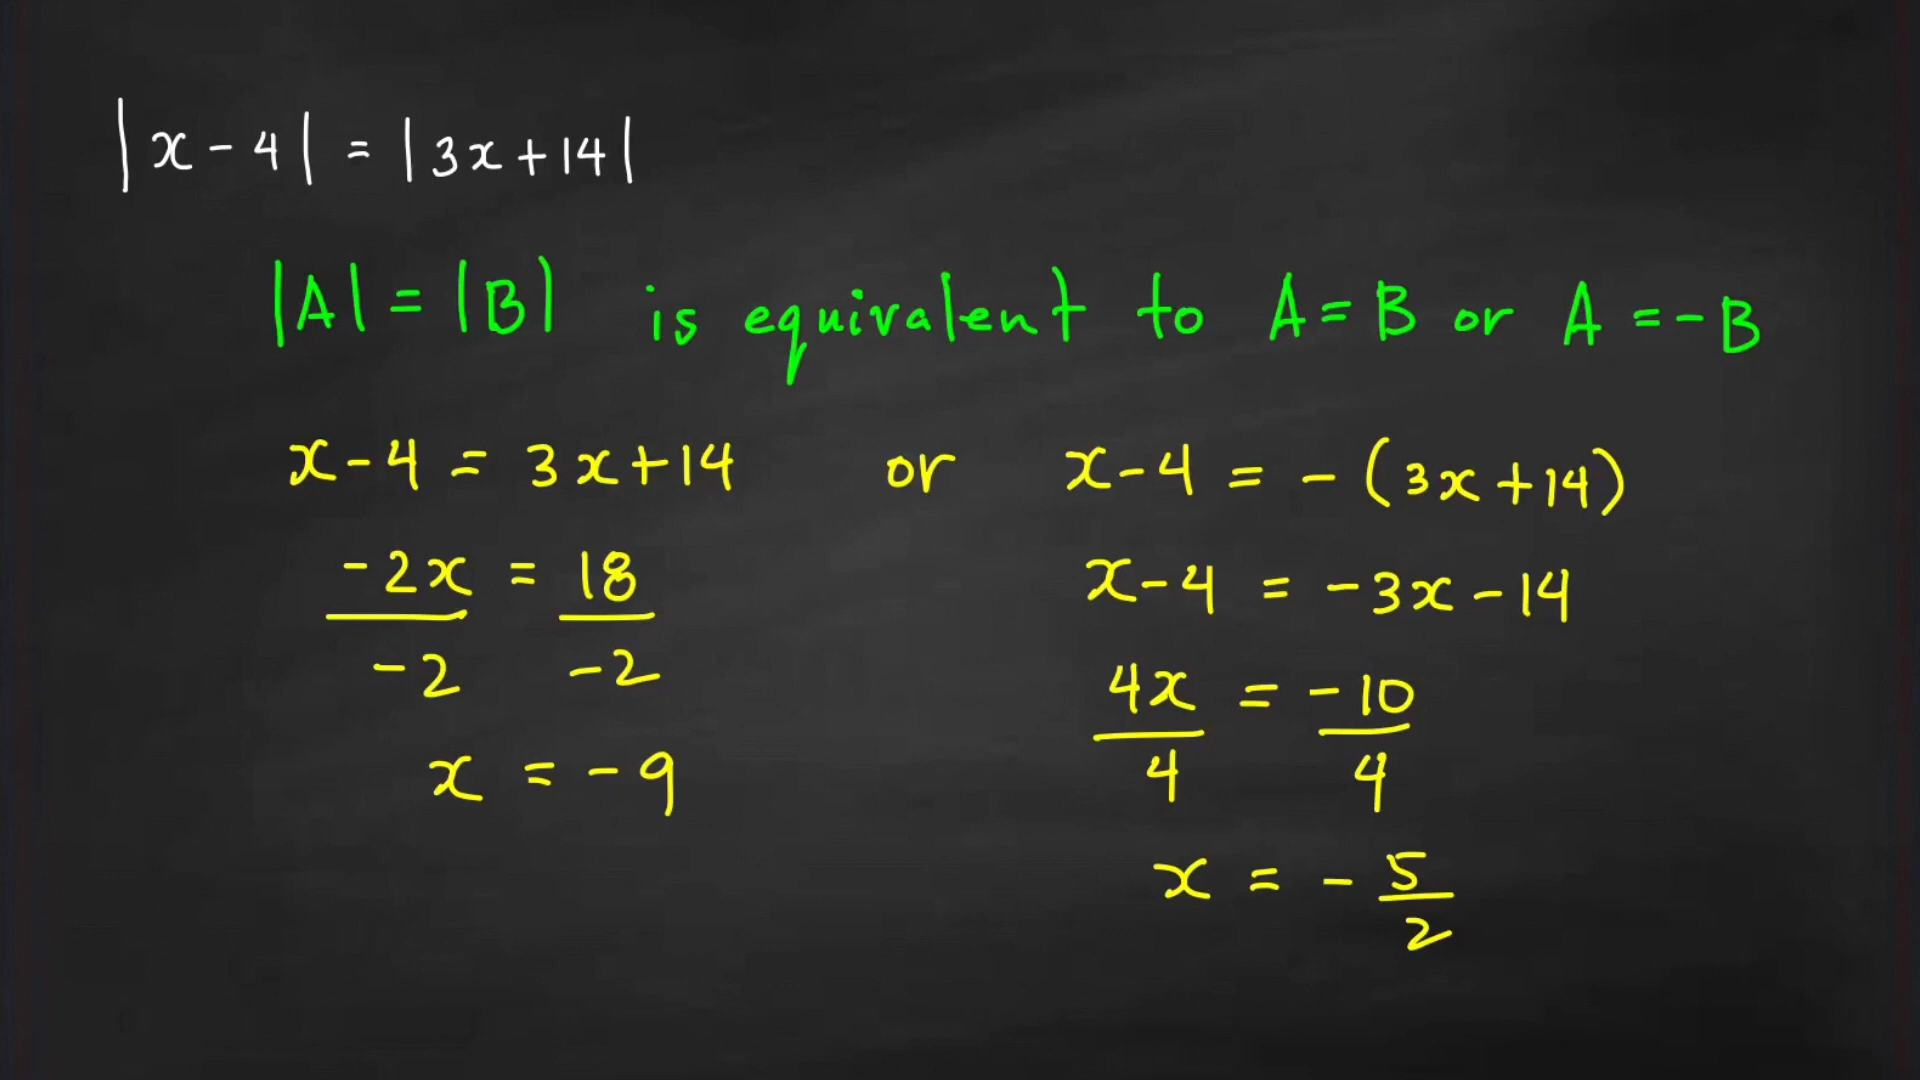 |x-4| = |3x+14|
|A| = |B| is equivalent to A=B or A=-B
x-4 = 3x+14 or x-4 = -(3x+14)
-2x = 18
-2 -2
x = -9
x-4 = -3x-14
4x = -10
4 4
x = -5/2